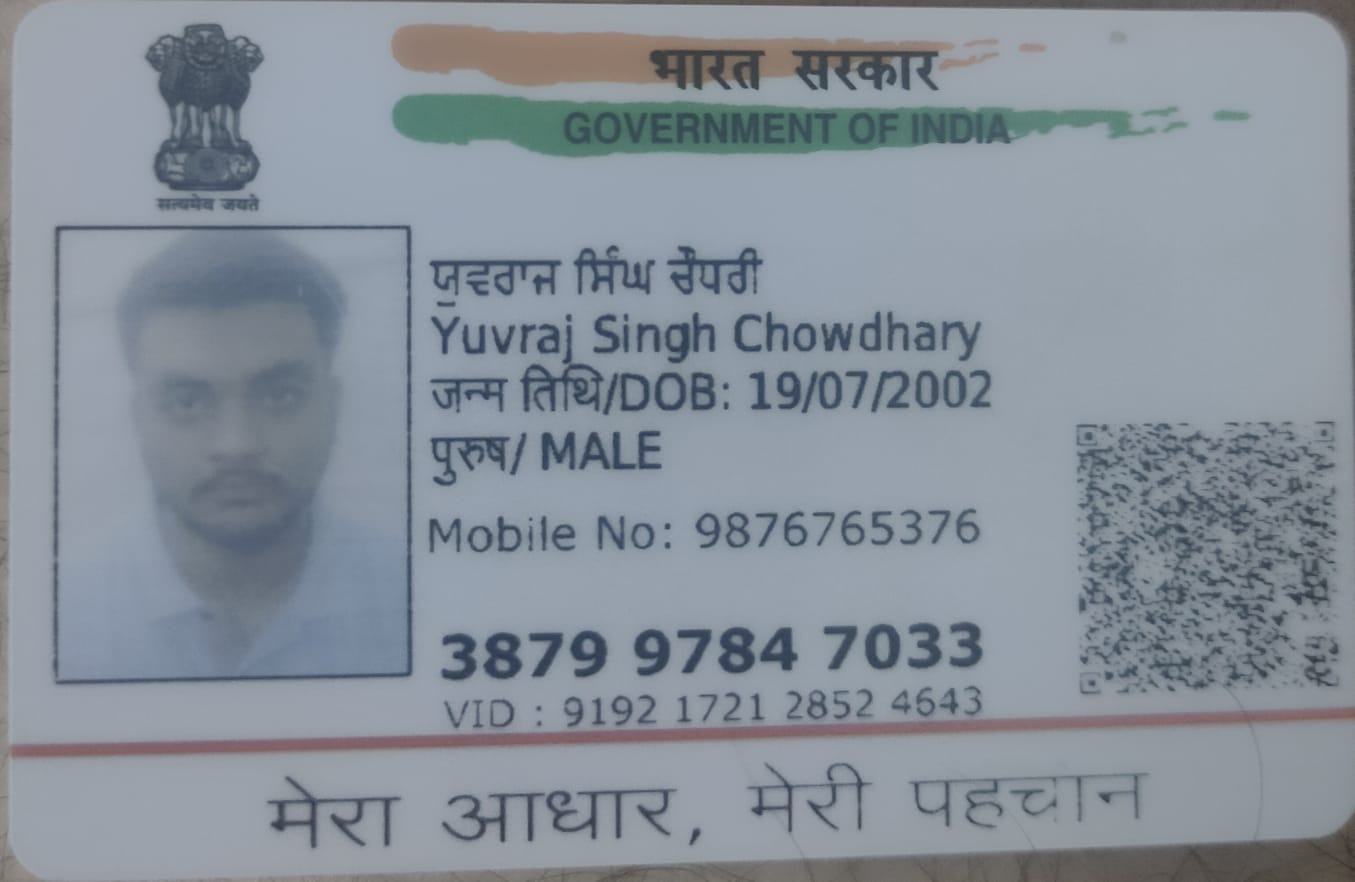 भारत सरकार
GOVERNMENT OF INDIA
सत्यमेव जयते
ਯੁਵਰਾਜ ਸਿੰਘ ਚੌਧਰੀ
Yuvraj Singh Chowdhary
जन्म तिथि/DOB: 19/07/2002
पुरुष/ MALE
Mobile No: 9876765376
3879 9784 7033
VID : 9192 1721 2852 4643
मेरा आधार, मेरी पहचान